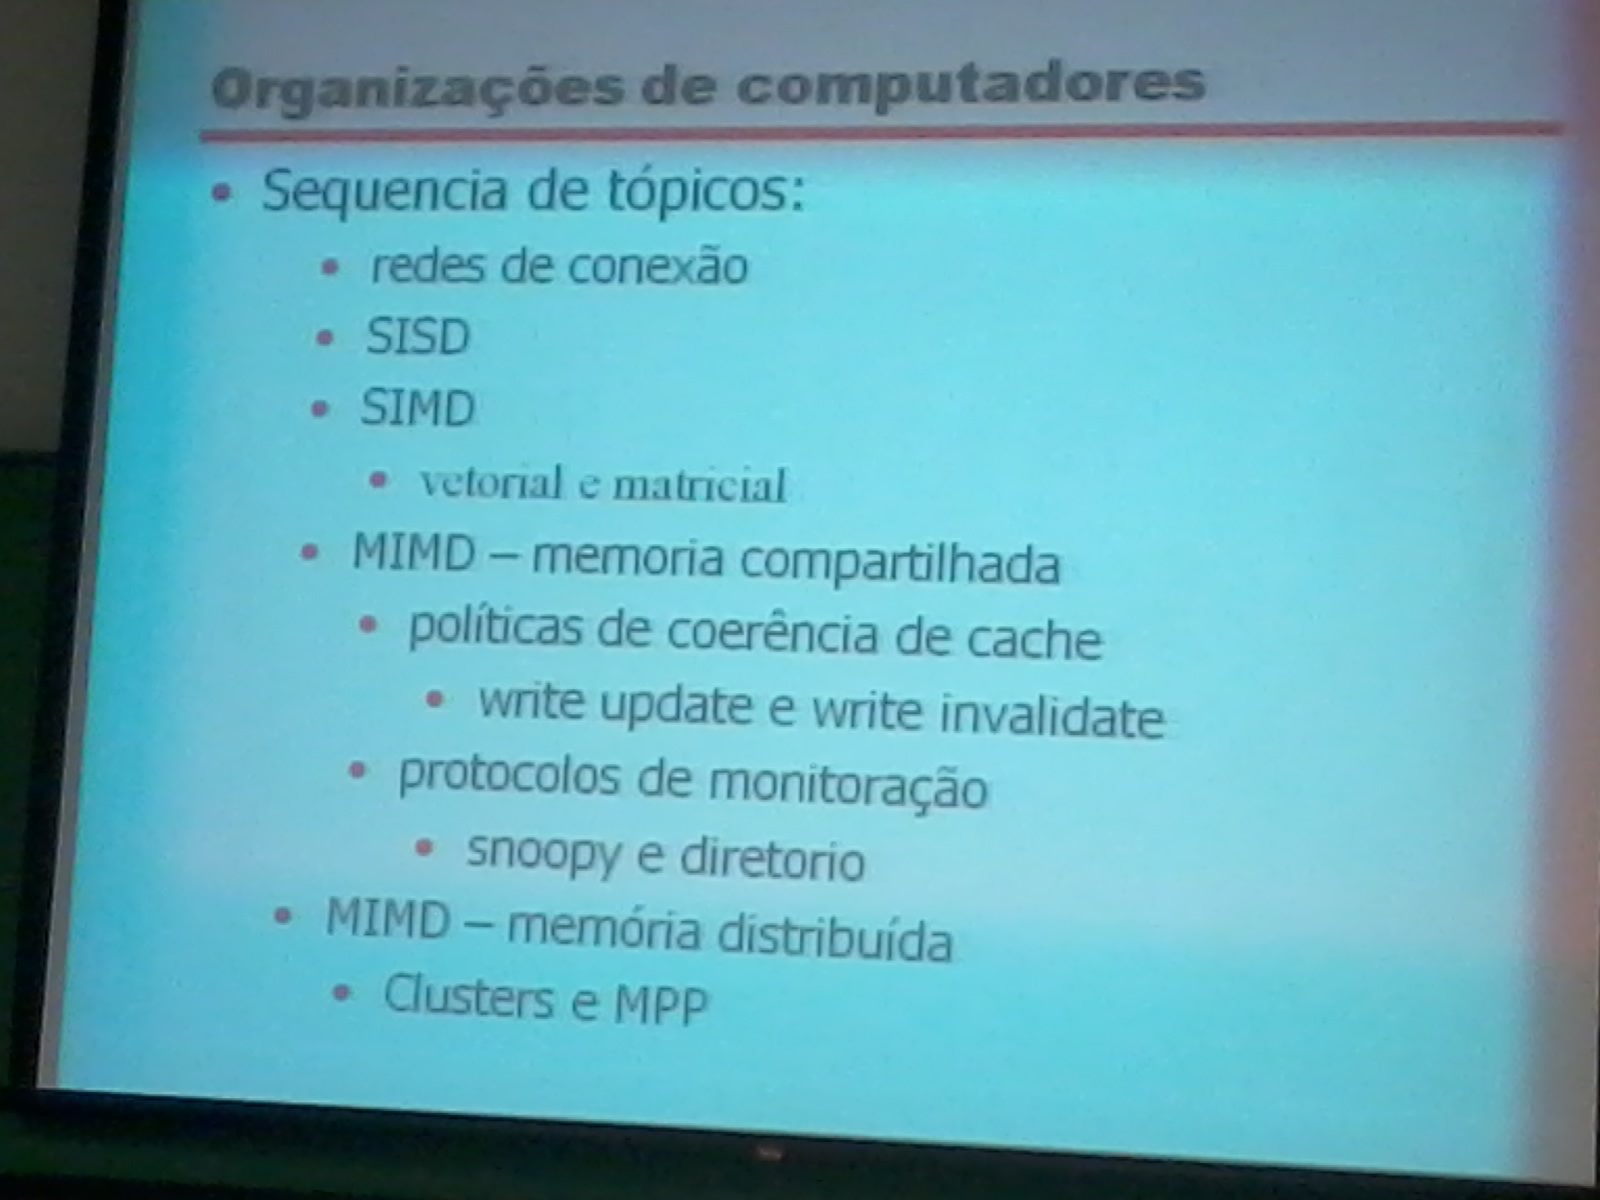 Organizações de computadores
• Sequencia de tópicos:
• redes de conexão
• SISD
• SIMD
• vetorial e matricial
• MIMD – memoria compartilhada
• políticas de coerência de cache
• write update e write invalidate
• protocolos de monitoração
• snoopy e diretorio
• MIMD – memória distribuída
• Clusters e MPP